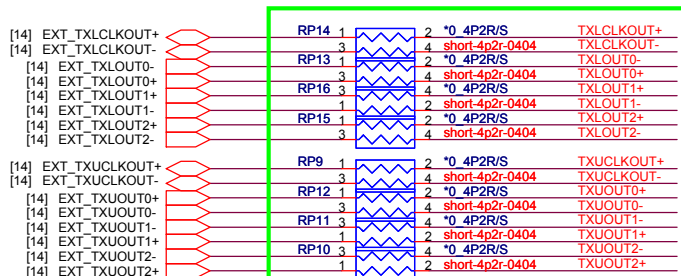 [14] EXT_TXLCLKOUT+ RP14 1 2 *0_4P2R/S TXLCLKOUT+
[14] EXT_TXLCLKOUT- 3 4 short-4p2r-0404 TXLCLKOUT-
[14] EXT_TXLOUT0- RP13 1 2 *0_4P2R/S TXLOUT0-
[14] EXT_TXLOUT0+ 3 4 short-4p2r-0404 TXLOUT0+
[14] EXT_TXLOUT1+ RP16 3 4 *0_4P2R/S TXLOUT1+
[14] EXT_TXLOUT1- 1 2 short-4p2r-0404 TXLOUT1-
[14] EXT_TXLOUT2+ RP15 1 2 *0_4P2R/S TXLOUT2+
[14] EXT_TXLOUT2- 3 4 short-4p2r-0404 TXLOUT2-
[14] EXT_TXUCLKOUT+ RP9 1 2 *0_4P2R/S TXUCLKOUT+
[14] EXT_TXUCLKOUT- 3 4 short-4p2r-0404 TXUCLKOUT-
[14] EXT_TXUOUT0+ RP12 1 2 *0_4P2R/S TXUOUT0+
[14] EXT_TXUOUT0- 3 4 short-4p2r-0404 TXUOUT0-
[14] EXT_TXUOUT1- RP11 3 4 *0_4P2R/S TXUOUT1-
[14] EXT_TXUOUT1+ 1 2 short-4p2r-0404 TXUOUT1+
[14] EXT_TXUOUT2- RP10 3 4 *0_4P2R/S TXUOUT2-
[14] EXT_TXUOUT2+ 1 2 short-4p2r-0404 TXUOUT2+